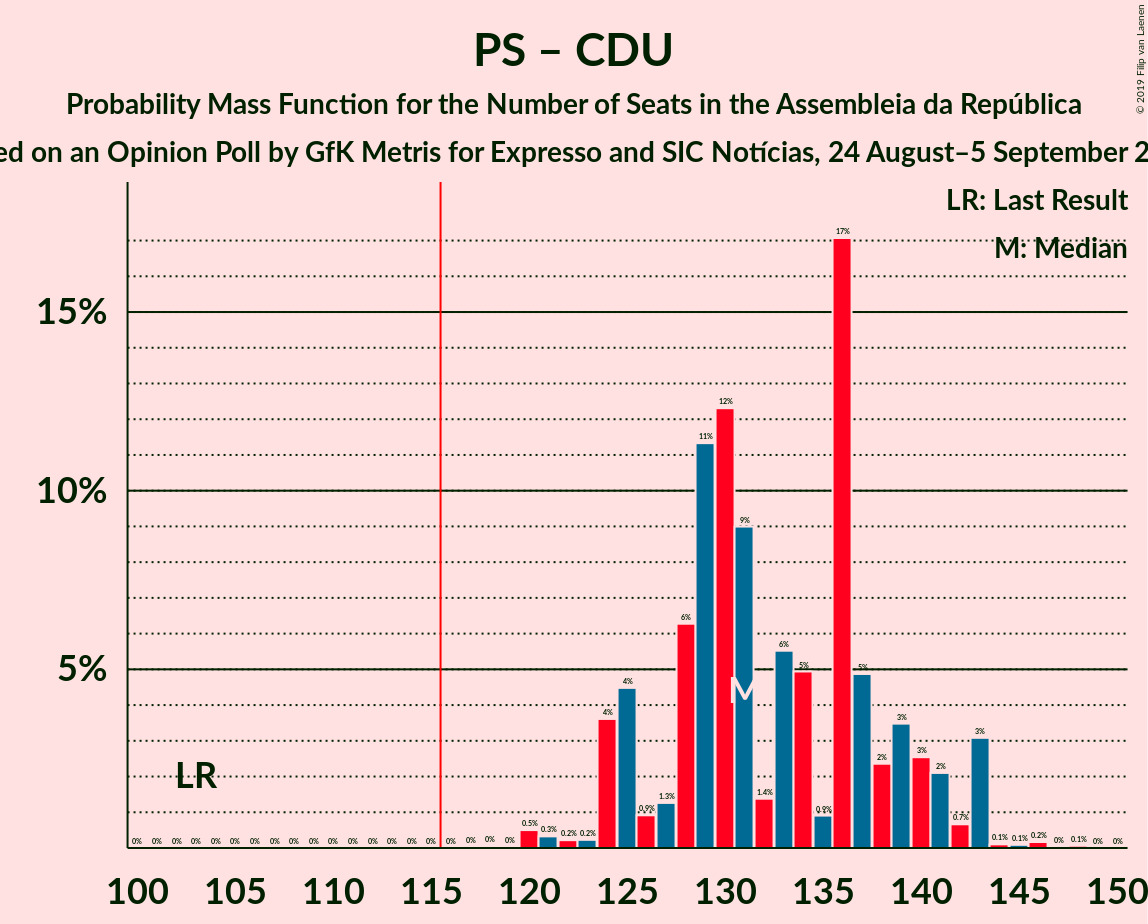 PS – CDU
Probability Mass Function for the Number of Seats in the Assembleia da República
ed on an Opinion Poll by GfK Metris for Expresso and SIC Notícias, 24 August–5 September 2
© 2019 Filip van Laenen
LR: Last Result
M: Median
15%
10%
5%
LR
M
0% 0% 0% 0% 0% 0% 0% 0% 0% 0% 0% 0% 0% 0% 0% 0% 0% 0% 0% 0% 0.5% 0.3% 0.2% 0.2% 4% 4% 0.9% 1.3% 6% 11% 12% 9% 1.4% 6% 5% 0.9% 17% 5% 2% 3% 3% 2% 0.7% 3% 0.1% 0.1% 0.2% 0% 0.1% 0% 0%
100 105 110 115 120 125 130 135 140 145 150